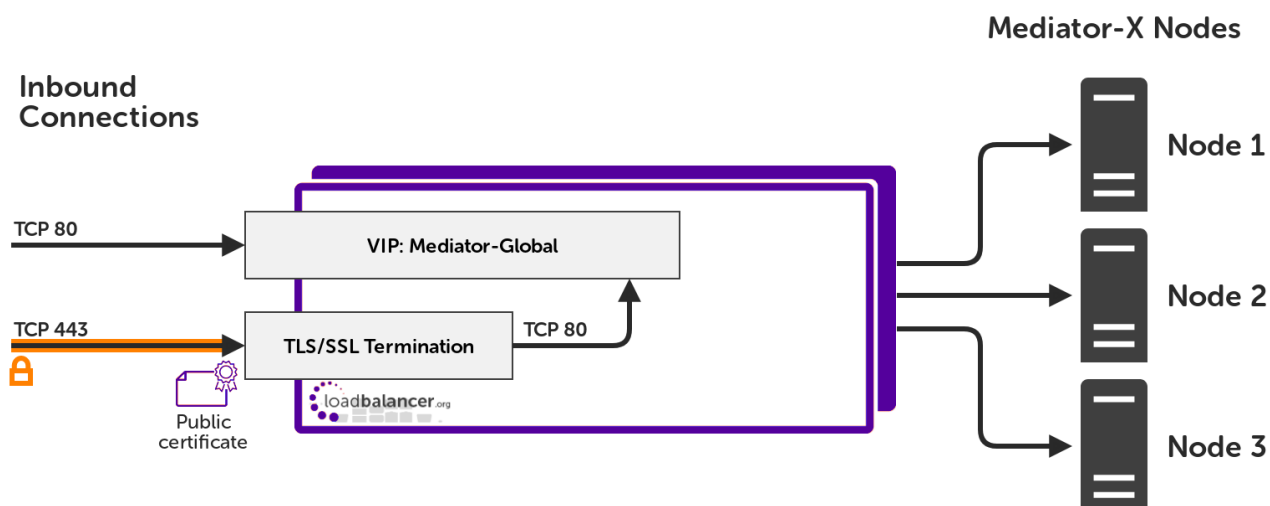 Mediator-X Nodes
Inbound
Connections
Node 1
TCP 80
VIP: Mediator-Global
Node 2
TCP 443
TLS/SSL Termination
TCP 80
loadbalancer.org
Public
certificate
Node 3